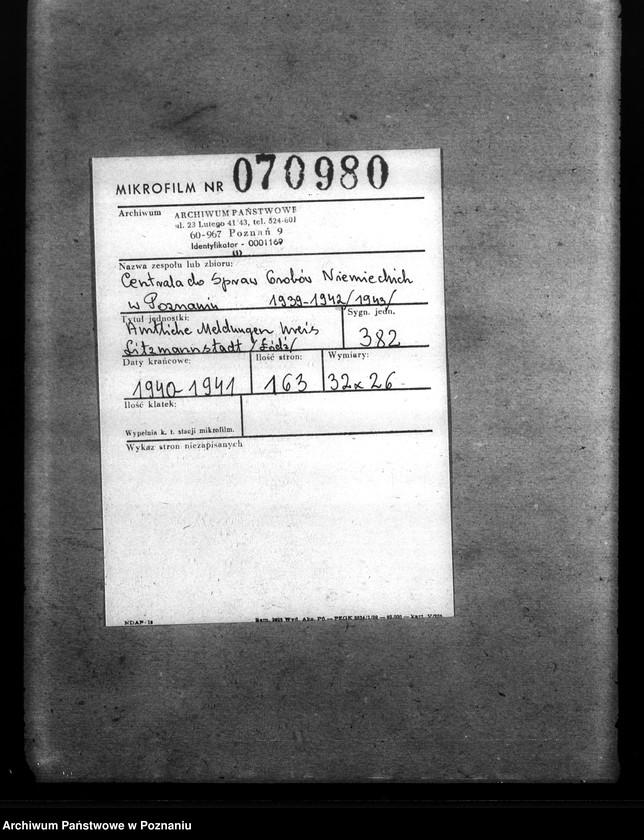 MIKROFILM NR 070980
Archiwum ARCHIWUM PAŃSTWOWE
ul. 23 Lutego 41/43, tel. 524-601
60-967 Poznań 9
Identyfikator - 0001169
(1)
Nazwa zespołu lub zbioru:
Centrala do Spraw Grobów Niemieckich
w Poznaniu 1939-1942/1943/
Tytuł jednostki: Sygn. jedn.
Amtliche Meldungen Kreis 382
Litzmannstadt /Łódź/
Daty krańcowe: Ilość stron: Wymiary:
1940-1941 163 32x26
Ilość klatek:
Wypełnia k. t. stacji mikrofilm.
Wykaz stron niezapisanych
NDAP-18
Archiwum Państwowe w Poznaniu